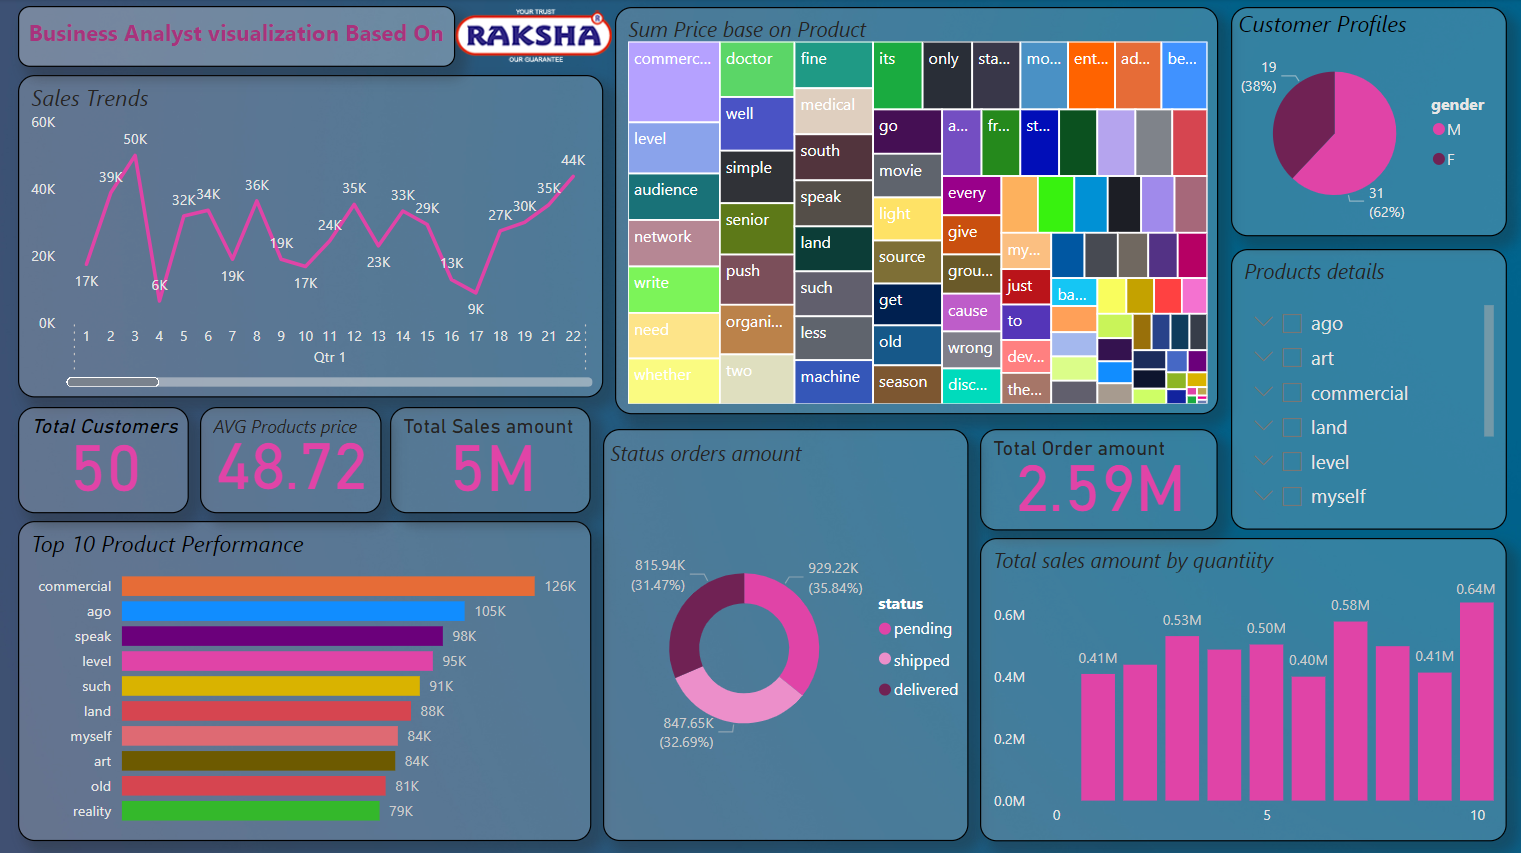 Business Analyst visualization Based On
YOUR TRUST
RAKSHA
®
OUR GUARANTEE
Sales Trends
60K
40K
20K
0K
17K
39K
50K
6K
32K
34K
19K
36K
19K
17K
24K
35K
23K
33K
29K
13K
9K
27K
30K
35K
44K
1 2 3 4 5 6 7 8 9 10 11 12 13 14 15 16 17 18 19 21 22
Qtr 1
Sum Price base on Product
commerc...
level
audience
network
write
need
whether
doctor
well
simple
senior
push
organi...
two
fine
medical
south
speak
land
such
less
machine
its
only
sta...
mo...
ent...
ad...
be...
go
movie
light
source
get
old
season
a...
fr...
st...
every
give
grou...
cause
wrong
disc...
my...
just
to
dev...
the...
ba...
Customer Profiles
19
(38%)
31
(62%)
gender
M
F
Products details
ago
art
commercial
land
level
myself
Total Customers
50
AVG Products price
48.72
Total Sales amount
5M
Status orders amount
815.94K
(31.47%)
929.22K
(35.84%)
847.65K
(32.69%)
status
pending
shipped
delivered
Total Order amount
2.59M
Top 10 Product Performance
commercial 126K
ago 105K
speak 98K
level 95K
such 91K
land 88K
myself 84K
art 84K
old 81K
reality 79K
Total sales amount by quantiity
0.6M
0.4M
0.2M
0.0M
0.41M
0.53M
0.50M
0.40M
0.58M
0.41M
0.64M
0 5 10